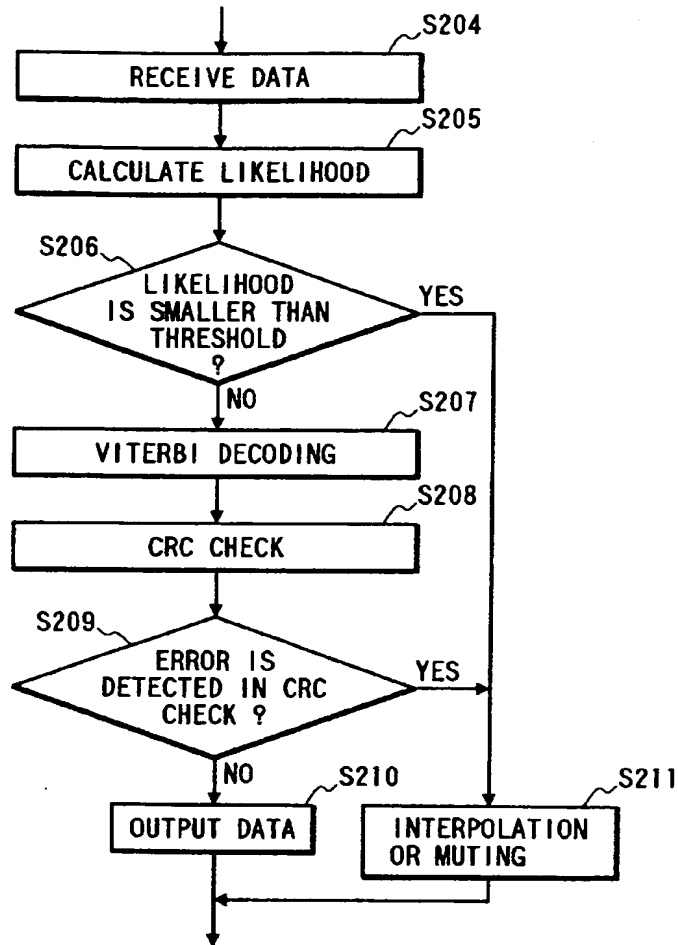 S204
RECEIVE DATA
S205
CALCULATE LIKELIHOOD
S206
LIKELIHOOD
IS SMALLER THAN
THRESHOLD
?
YES
NO
S207
VITERBI DECODING
S208
CRC CHECK
S209
ERROR IS
DETECTED IN CRC
CHECK ?
YES
NO
S210
OUTPUT DATA
S211
INTERPOLATION
OR MUTING